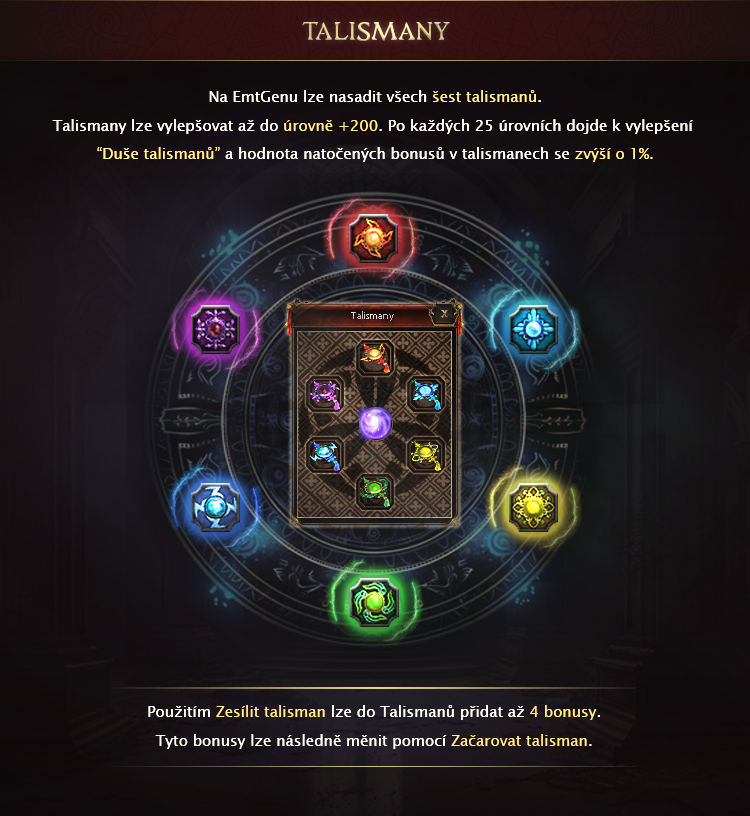 TALISMANY
Na EmtGenu lze nasadit všech šest talismanů.
Talismany lze vylepšovat až do úrovně +200. Po každých 25 úrovních dojde k vylepšení
“Duše talismanů” a hodnota natočených bonusů v talismanech se zvýší o 1%.
Talismany
X
Použitím Zesílit talisman lze do Talismanů přidat až 4 bonusy.
Tyto bonusy lze následně měnit pomocí Začarovat talisman.